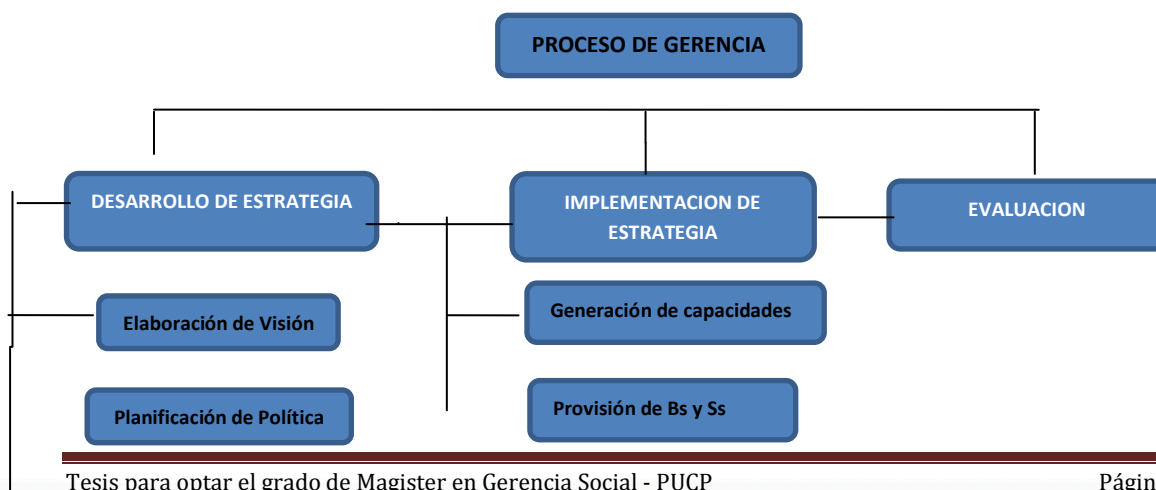 PROCESO DE GERENCIA
DESARROLLO DE ESTRATEGIA
IMPLEMENTACION DE
ESTRATEGIA
EVALUACION
Elaboración de Visión
Generación de capacidades
Planificación de Política
Provisión de Bs y Ss
Tesis para optar el grado de Magister en Gerencia Social - PUCP
Págin